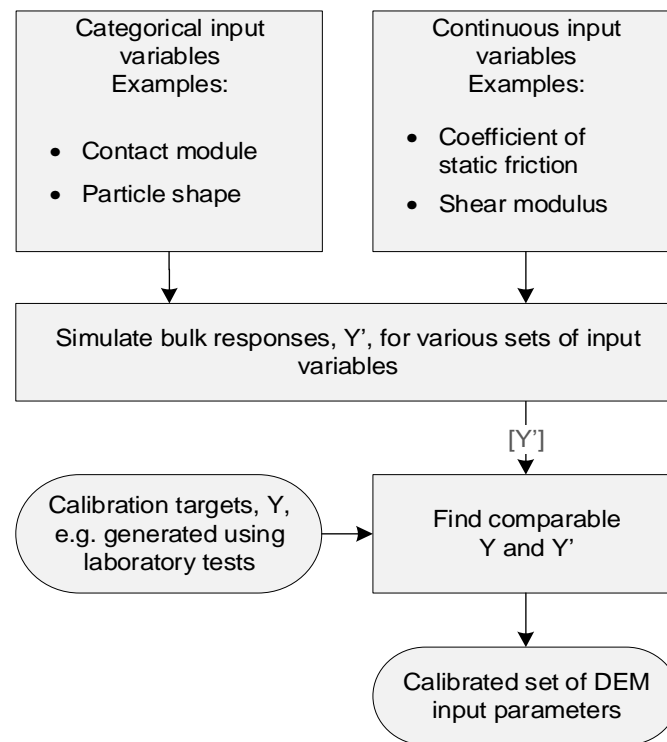 Categorical input
variables
Examples:
• Contact module
• Particle shape
Continuous input
variables
Examples:
• Coefficient of
static friction
• Shear modulus
Simulate bulk responses, Y’, for various sets of input
variables
[Y’]
Calibration targets, Y,
e.g. generated using
laboratory tests
Find comparable
Y and Y’
Calibrated set of DEM
input parameters